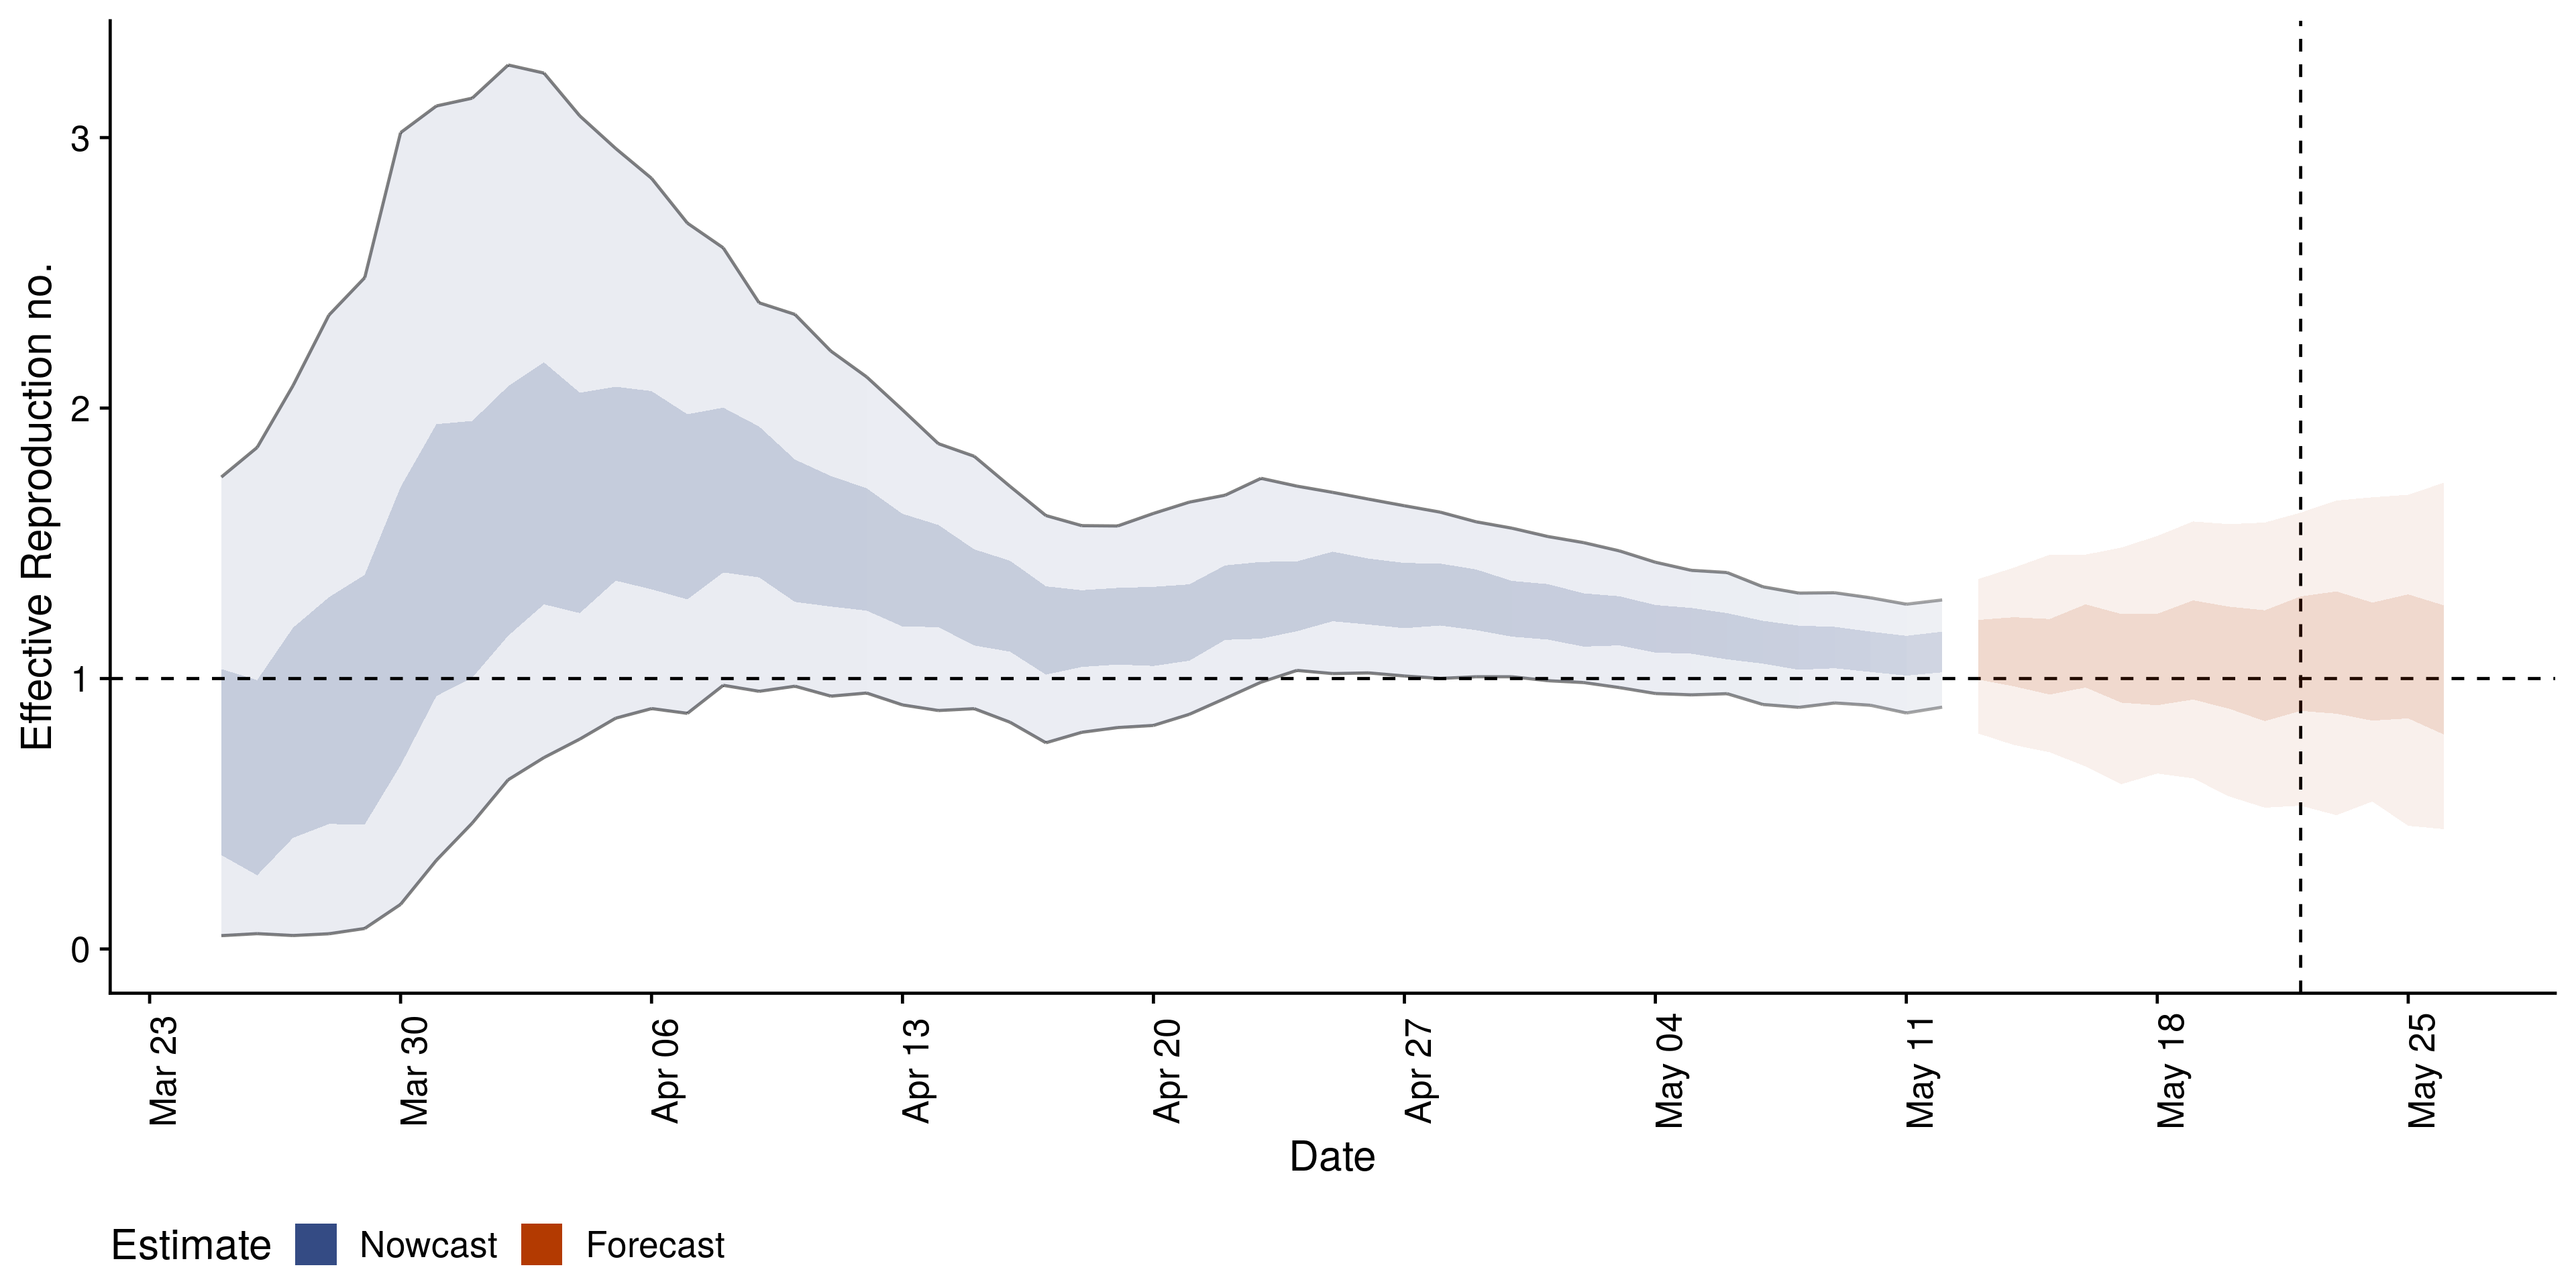 Effective Reproduction no.
3
2
1
0
Mar 23
Mar 30
Apr 06
Apr 13
Apr 20
Apr 27
May 04
May 11
May 18
May 25
Date
Estimate Nowcast Forecast